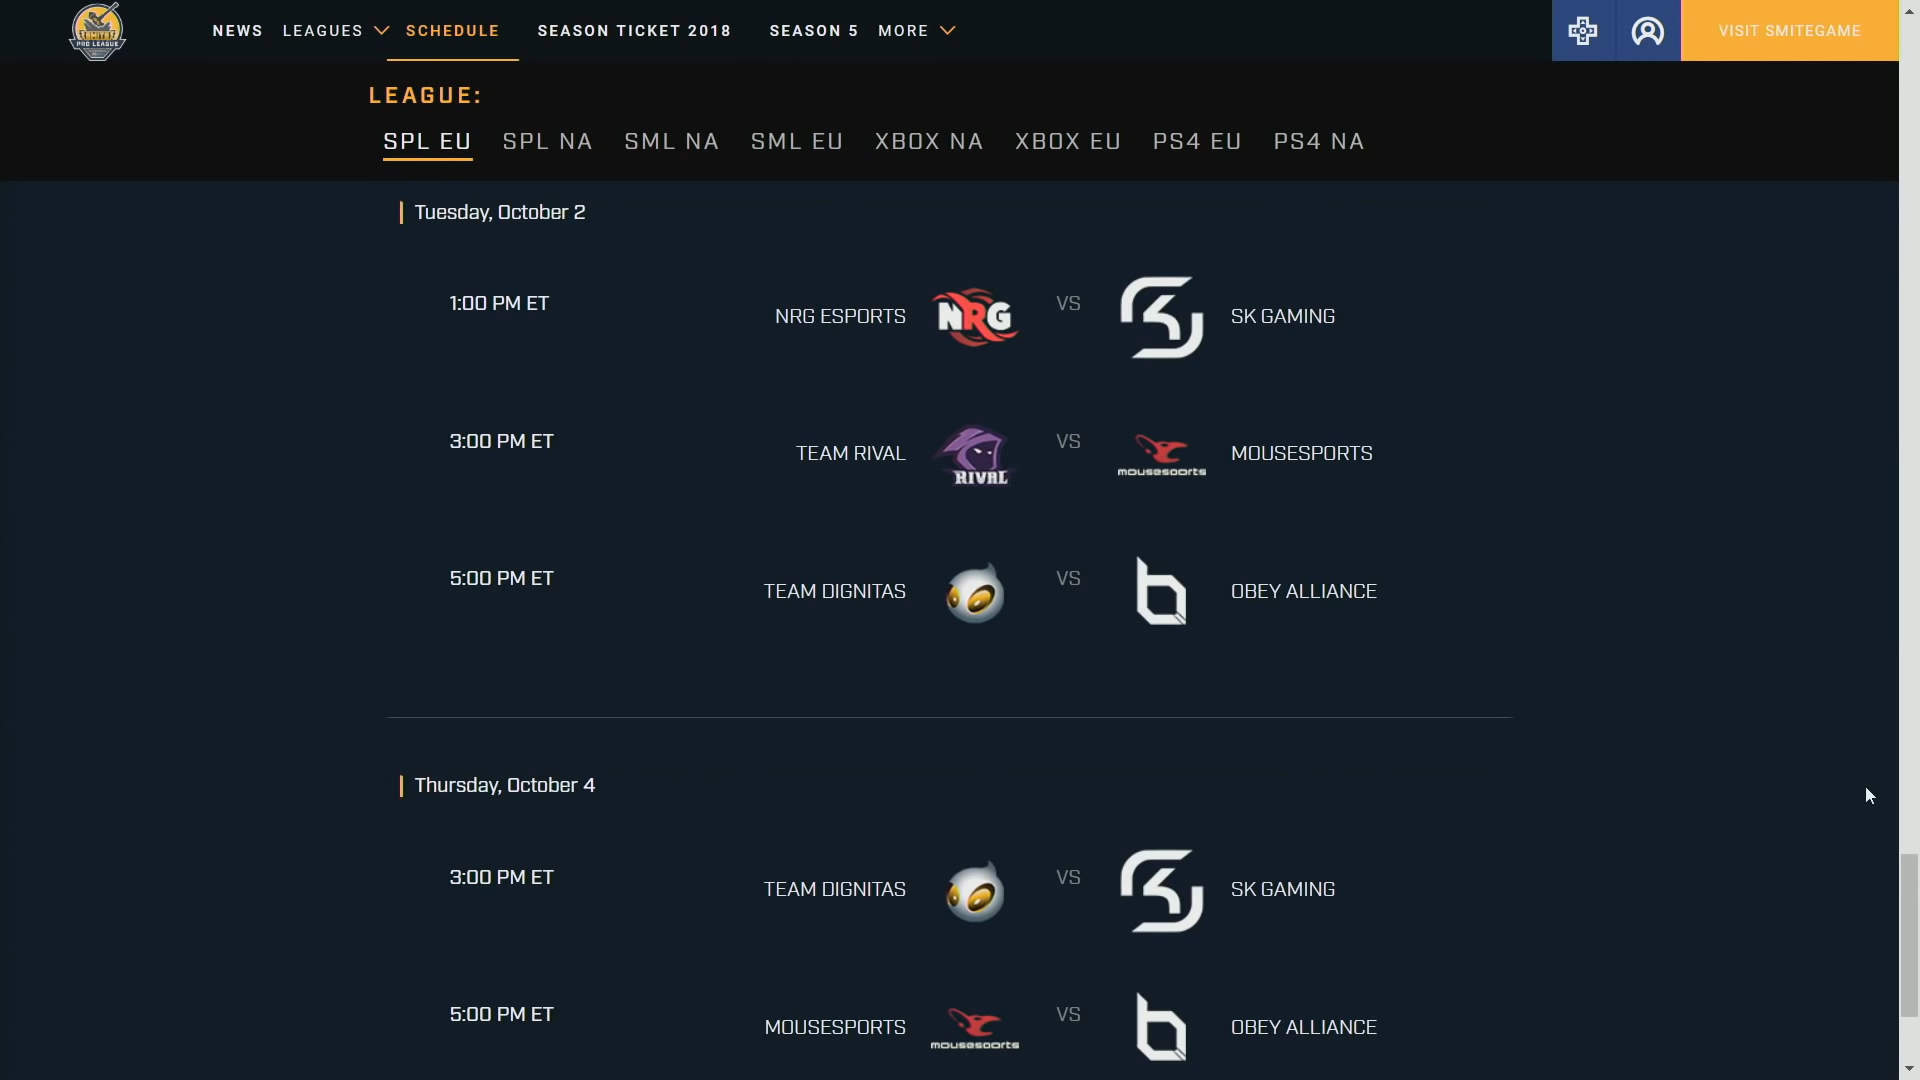 NEWS LEAGUES SCHEDULE SEASON TICKET 2018 SEASON 5 MORE VISIT SMITEGAME
SMITE PRO LEAGUE
LEAGUE:
SPL EU SPL NA SML NA SML EU XBOX NA XBOX EU PS4 EU PS4 NA
Tuesday, October 2
1:00 PM ET NRG ESPORTS NRG VS SK GAMING
3:00 PM ET TEAM RIVAL RIVAL VS mousesports MOUSESPORTS
5:00 PM ET TEAM DIGNITAS VS OBEY ALLIANCE
Thursday, October 4
3:00 PM ET TEAM DIGNITAS VS SK GAMING
5:00 PM ET MOUSESPORTS mousesports VS OBEY ALLIANCE